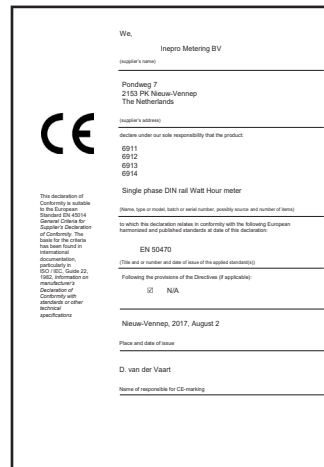 We,
Inepro Metering BV
(supplier's name)
Pondweg 7
2153 PK Nieuw-Vennep
The Netherlands
(supplier's address)
CE
declare under our sole responsibility that the product:
6911
6912
6913
6914
Single phase DIN rail Watt Hour meter
(Name, type or model, batch or serial number, possibly source and number of items)
to which this declaration relates in conformity with the following European
harmonized and published standards at date of this declaration:
EN 50470
(Title and or number and date of issue of the applied standard(s))
Following the provisions of the Directives (if applicable):
☑ N/A
Nieuw-Vennep, 2017, August 2
Place and date of issue
D. van der Vaart
Name of responsible for CE-marking
This declaration of
Conformity is suitable
to the European
Standard EN 45014
General Criteria for
Supplier's Declaration
of Conformity. The
basis for the criteria
has been found in
international
documentation,
particularly in
ISO / IEC, Guide 22,
1982, Information on
manufacturer's
Declaration of
Conformity with
standards or other
technical
specifications